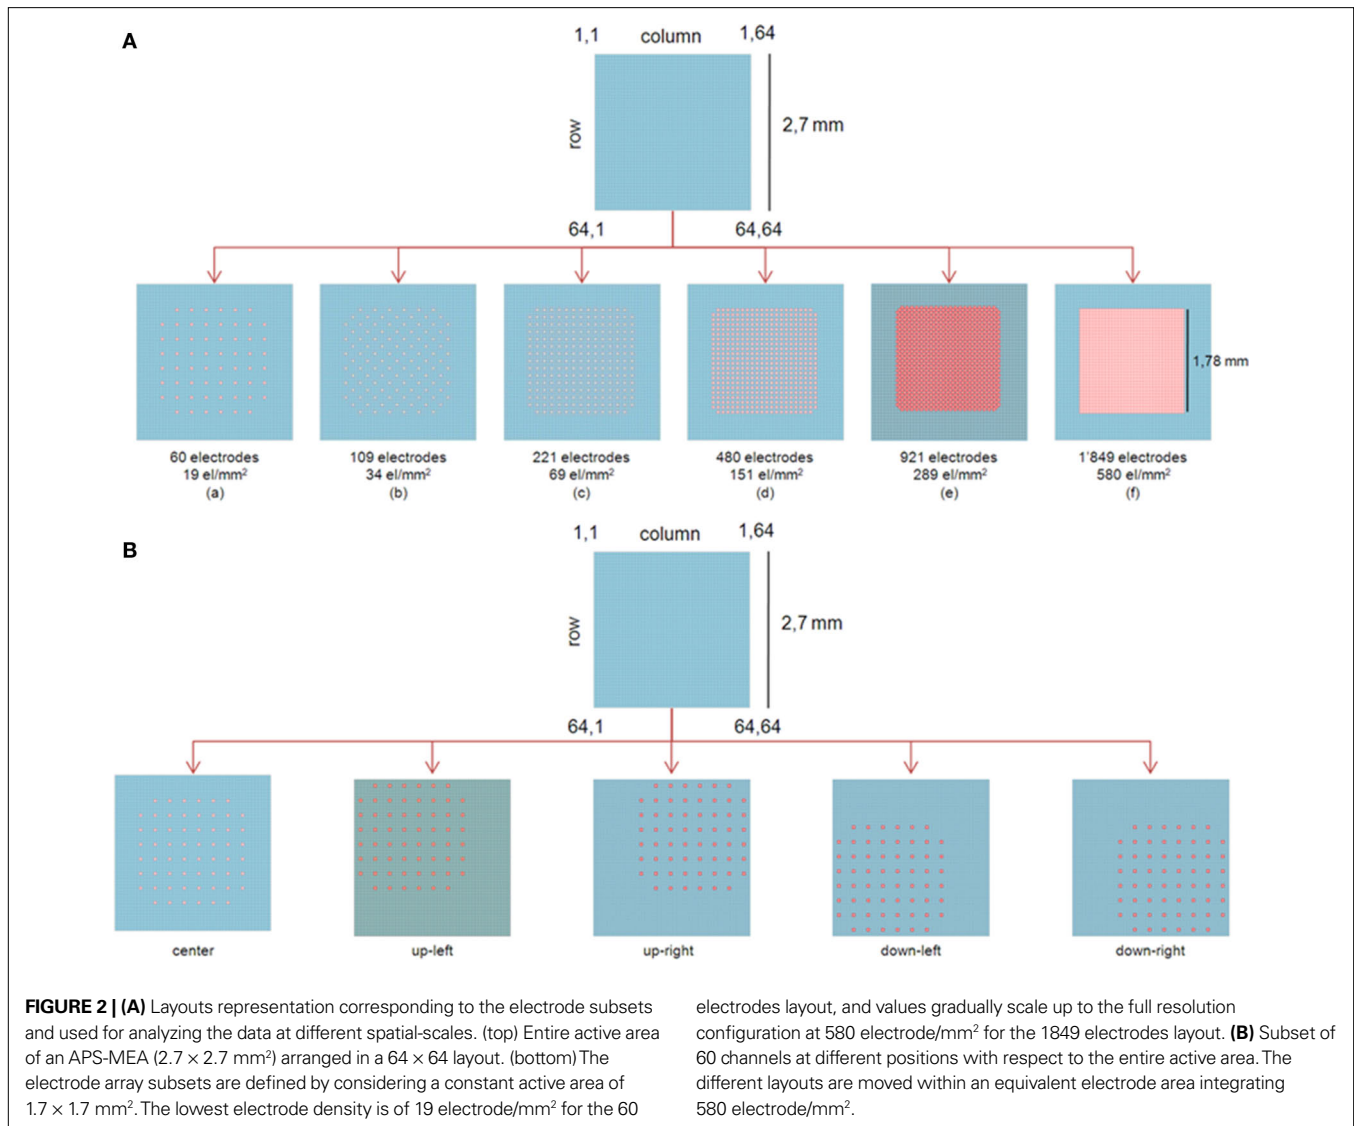 A
1,1 column 1,64
row
2,7 mm
64,1 64,64
1,78 mm
60 electrodes
19 el/mm²
(a)
109 electrodes
34 el/mm²
(b)
221 electrodes
69 el/mm²
(c)
480 electrodes
151 el/mm²
(d)
921 electrodes
289 el/mm²
(e)
1'849 electrodes
580 el/mm²
(f)
B
1,1 column 1,64
row
2,7 mm
64,1 64,64
center up-left up-right down-left down-right
FIGURE 2 | (A) Layouts representation corresponding to the electrode subsets
and used for analyzing the data at different spatial-scales. (top) Entire active area
of an APS-MEA (2.7 × 2.7 mm²) arranged in a 64 × 64 layout. (bottom) The
electrode array subsets are defined by considering a constant active area of
1.7 × 1.7 mm². The lowest electrode density is of 19 electrode/mm² for the 60
electrodes layout, and values gradually scale up to the full resolution
configuration at 580 electrode/mm² for the 1849 electrodes layout. (B) Subset of
60 channels at different positions with respect to the entire active area. The
different layouts are moved within an equivalent electrode area integrating
580 electrode/mm².